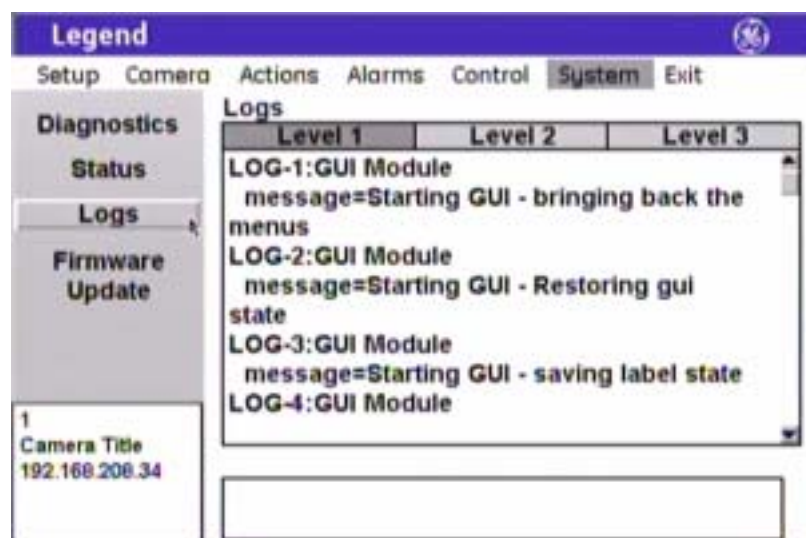 Legend
GE
Setup Camera Actions Alarms Control System Exit
Diagnostics
Status
Logs
Firmware
Update
1
Camera Title
192.168.208.34
Logs
Level 1 Level 2 Level 3
LOG-1:GUI Module
message=Starting GUI - bringing back the
menus
LOG-2:GUI Module
message=Starting GUI - Restoring gui
state
LOG-3:GUI Module
message=Starting GUI - saving label state
LOG-4:GUI Module